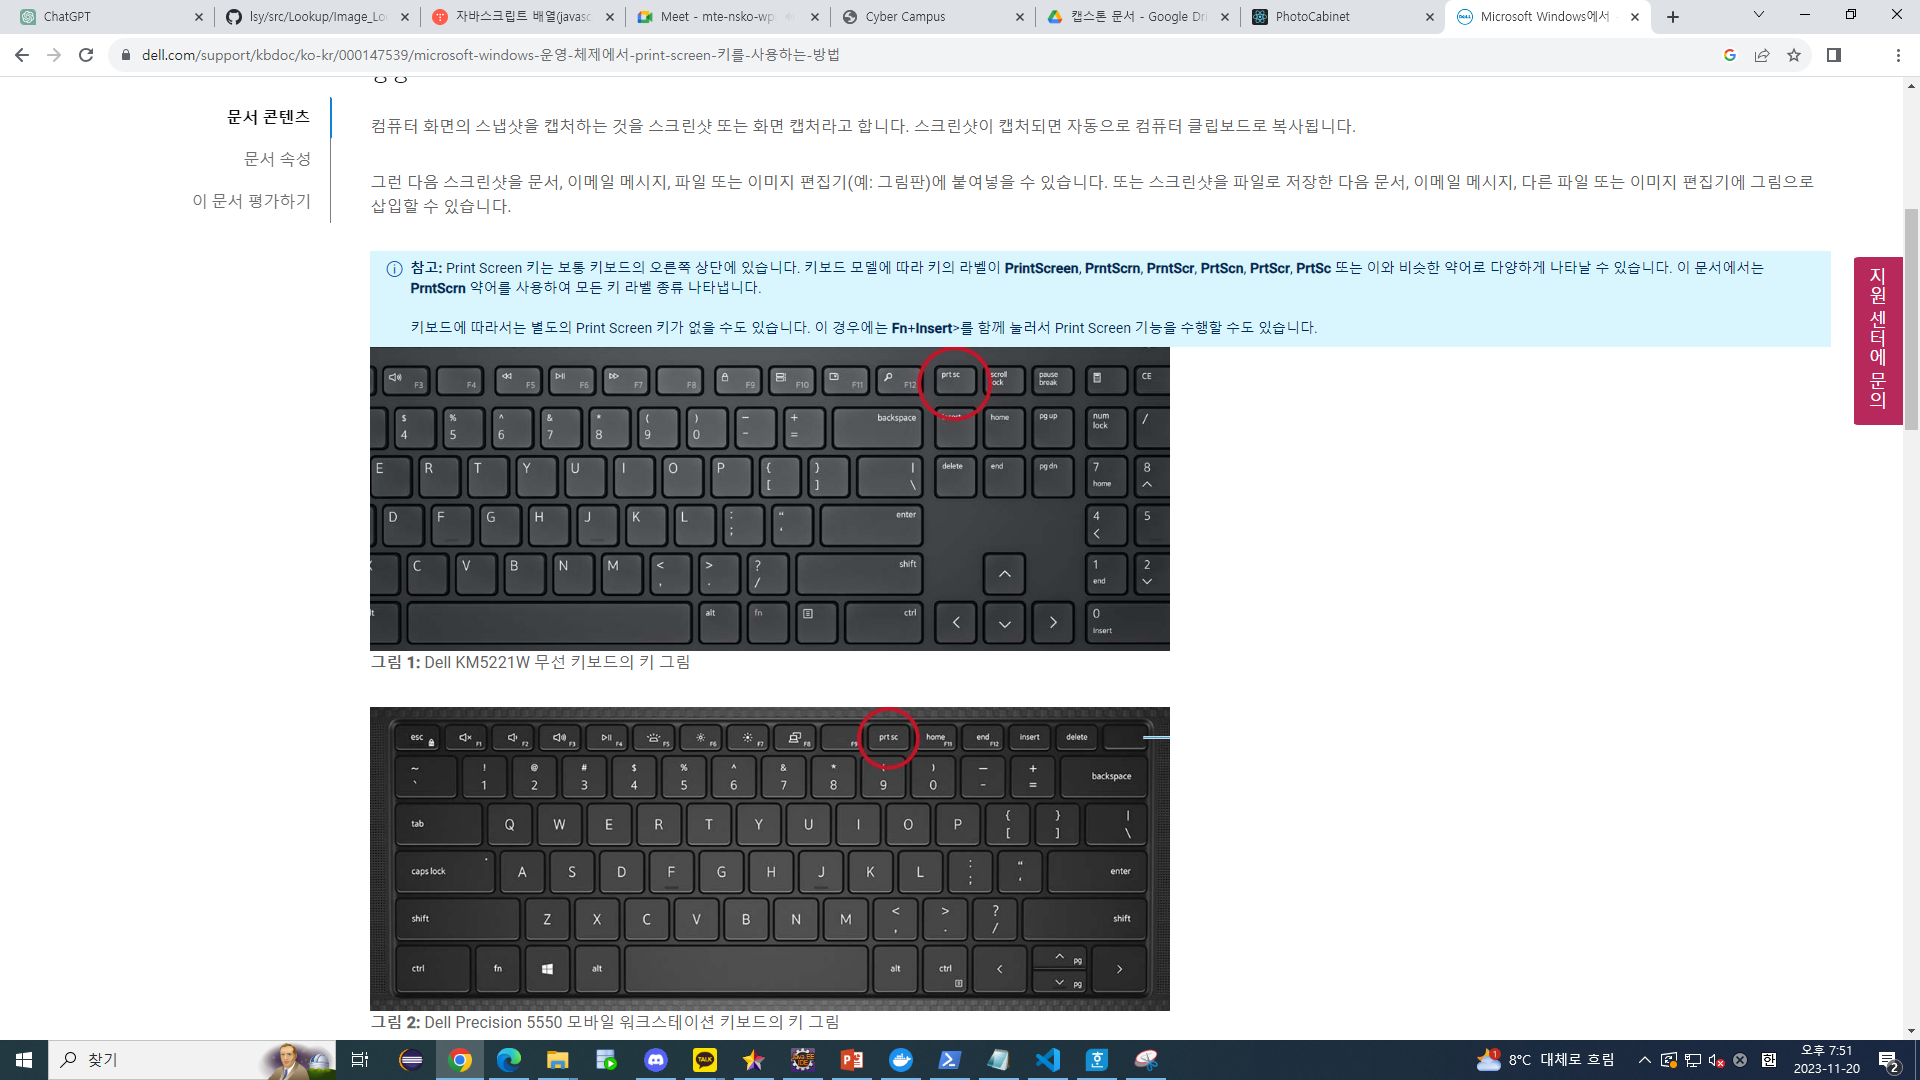 ChatGPT
lsy/src/Lookup/Image_Lo
자바스크립트 배열(javasc
Meet - mte-nsko-wp
Cyber Campus
캡스톤 문서 - Google Dri
PhotoCabinet
Microsoft Windows에서
dell.com/support/kbdoc/ko-kr/000147539/microsoft-windows-운영-체제에서-print-screen-키를-사용하는-방법
문서 콘텐츠
문서 속성
이 문서 평가하기
컴퓨터 화면의 스냅샷을 캡처하는 것을 스크린샷 또는 화면 캡처라고 합니다. 스크린샷이 캡처되면 자동으로 컴퓨터 클립보드로 복사됩니다.
그런 다음 스크린샷을 문서, 이메일 메시지, 파일 또는 이미지 편집기(예: 그림판)에 붙여넣을 수 있습니다. 또는 스크린샷을 파일로 저장한 다음 문서, 이메일 메시지, 다른 파일 또는 이미지 편집기에 그림으로
삽입할 수 있습니다.
참고: Print Screen 키는 보통 키보드의 오른쪽 상단에 있습니다. 키보드 모델에 따라 키의 라벨이 PrintScreen, PrntScrn, PrntScr, PrtScn, PrtScr, PrtSc 또는 이와 비슷한 약어로 다양하게 나타날 수 있습니다. 이 문서에서는
PrntScrn 약어를 사용하여 모든 키 라벨 종류 나타냅니다.
키보드에 따라서는 별도의 Print Screen 키가 없을 수도 있습니다. 이 경우에는 Fn+Insert>를 함께 눌러서 Print Screen 기능을 수행할 수도 있습니다.
지원 센터에 문의
F3 F4 F5 F6 F7 F8 F9 F10 F11 F12 prt sc scroll lock pause break CE
$ 4 % 5 ^ 6 & 7 * 8 ( 9 ) 0 — - + = backspace insert home pg up num lock /
E R T Y U I O P { [ } ] | \ delete end pg dn 7 home 8
D F G H J K L : ; " ' enter 4 < 5
C V B N M < , > . ? / shift 1 end 2
alt fn ctrl 0 insert
그림 1: Dell KM5221W 무선 키보드의 키 그림
esc F1 F2 F3 F4 F5 F6 F7 F8 F9 prt sc home F11 end F12 insert delete
~ ` ! 1 @ 2 # 3 $ 4 % 5 ^ 6 & 7 * 8 ( 9 ) 0 — - + = backspace
tab Q W E R T Y U I O P { [ } ] | \
caps lock A S D F G H J K L : ; " ' enter
shift Z X C V B N M < , > . ? / shift
ctrl fn alt alt ctrl < pg pg >
그림 2: Dell Precision 5550 모바일 워크스테이션 키보드의 키 그림
찾기
TALK
8°C 대체로 흐림
오후 7:51
2023-11-20
2